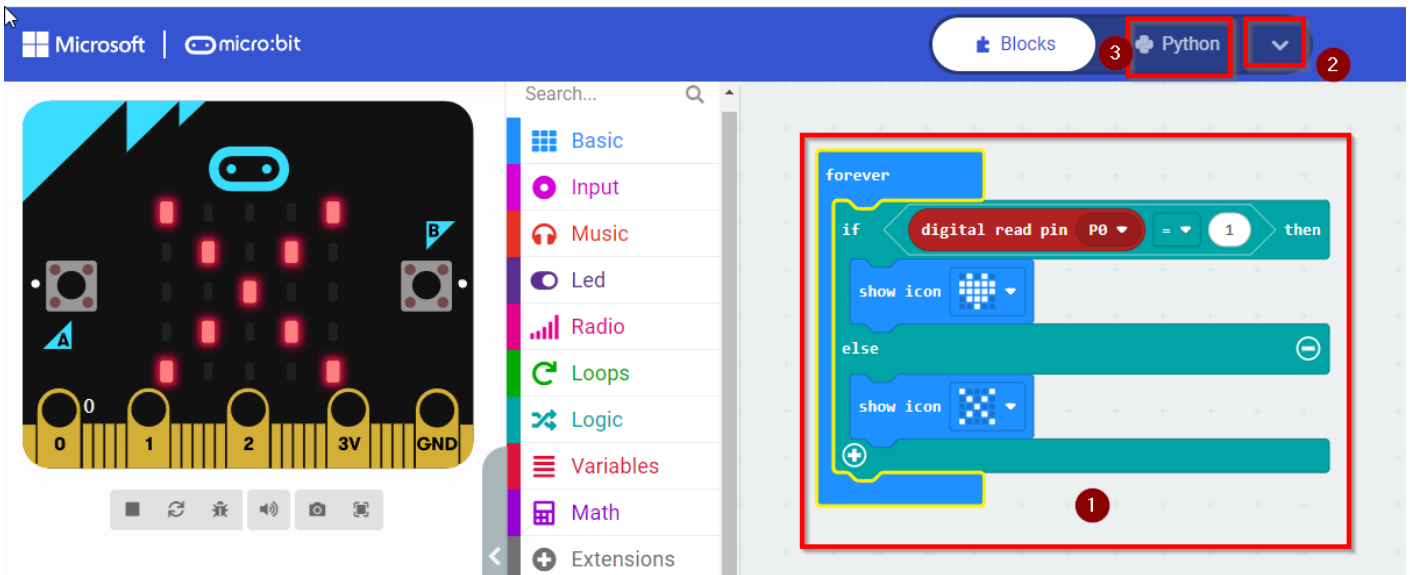 Microsoft micro:bit
Blocks
3
Python
2
Search...
Basic
Input
Music
Led
Radio
Loops
Logic
Variables
Math
Extensions
A
B
0
0
1
2
3V
GND
forever
if digital read pin P0 = 1 then
show icon
else
show icon
1